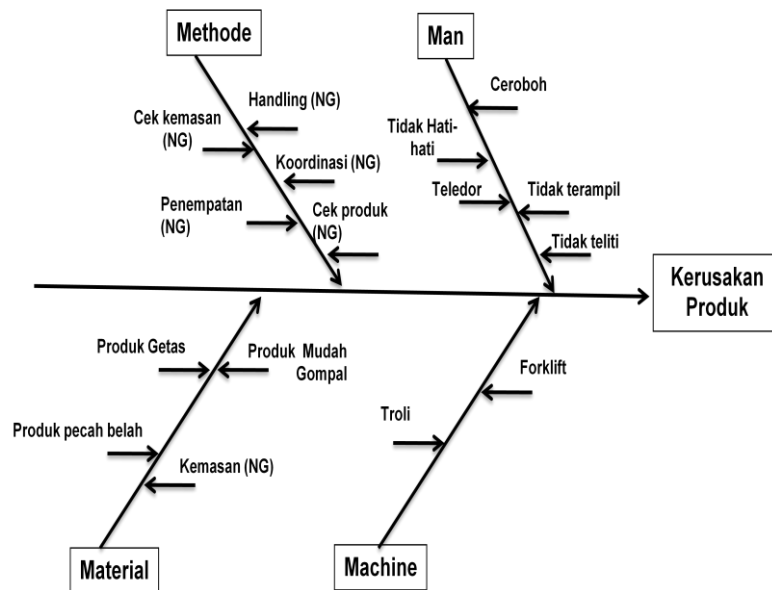 Methode
Man
Ceroboh
Handling (NG)
Cek kemasan
(NG)
Tidak Hati-
hati
Koordinasi (NG)
Teledor
Tidak terampil
Penempatan
(NG)
Cek produk
(NG)
Tidak teliti
Kerusakan
Produk
Produk Getas
Produk Mudah
Gompal
Forklift
Troli
Produk pecah belah
Kemasan (NG)
Material
Machine